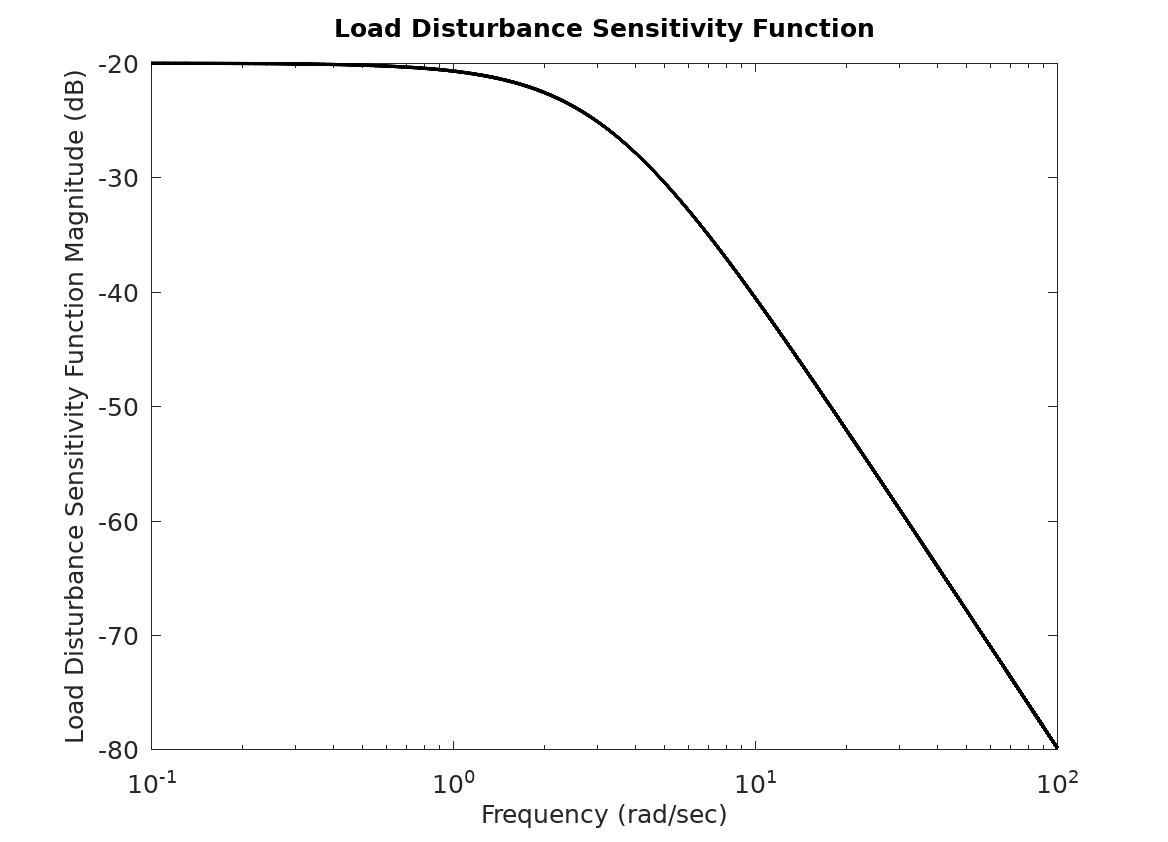 Load Disturbance Sensitivity Function
Load Disturbance Sensitivity Function Magnitude (dB)
-20
-30
-40
-50
-60
-70
-80
10^-1 10^0 10^1 10^2
Frequency (rad/sec)